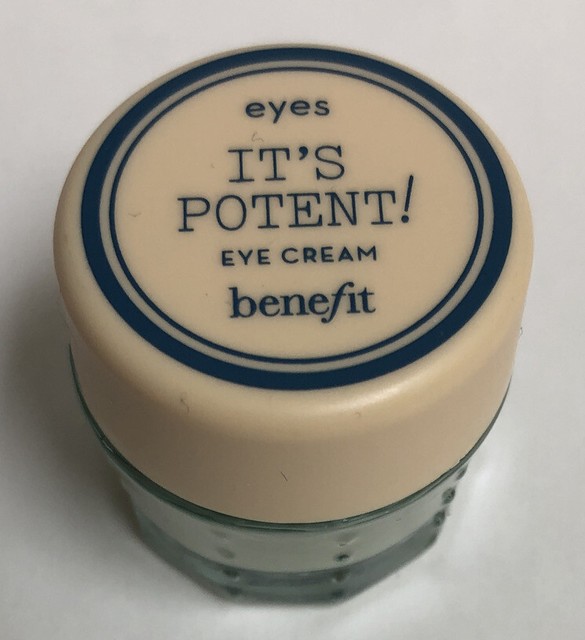 eyes
IT'S
POTENT!
EYE CREAM
benefit